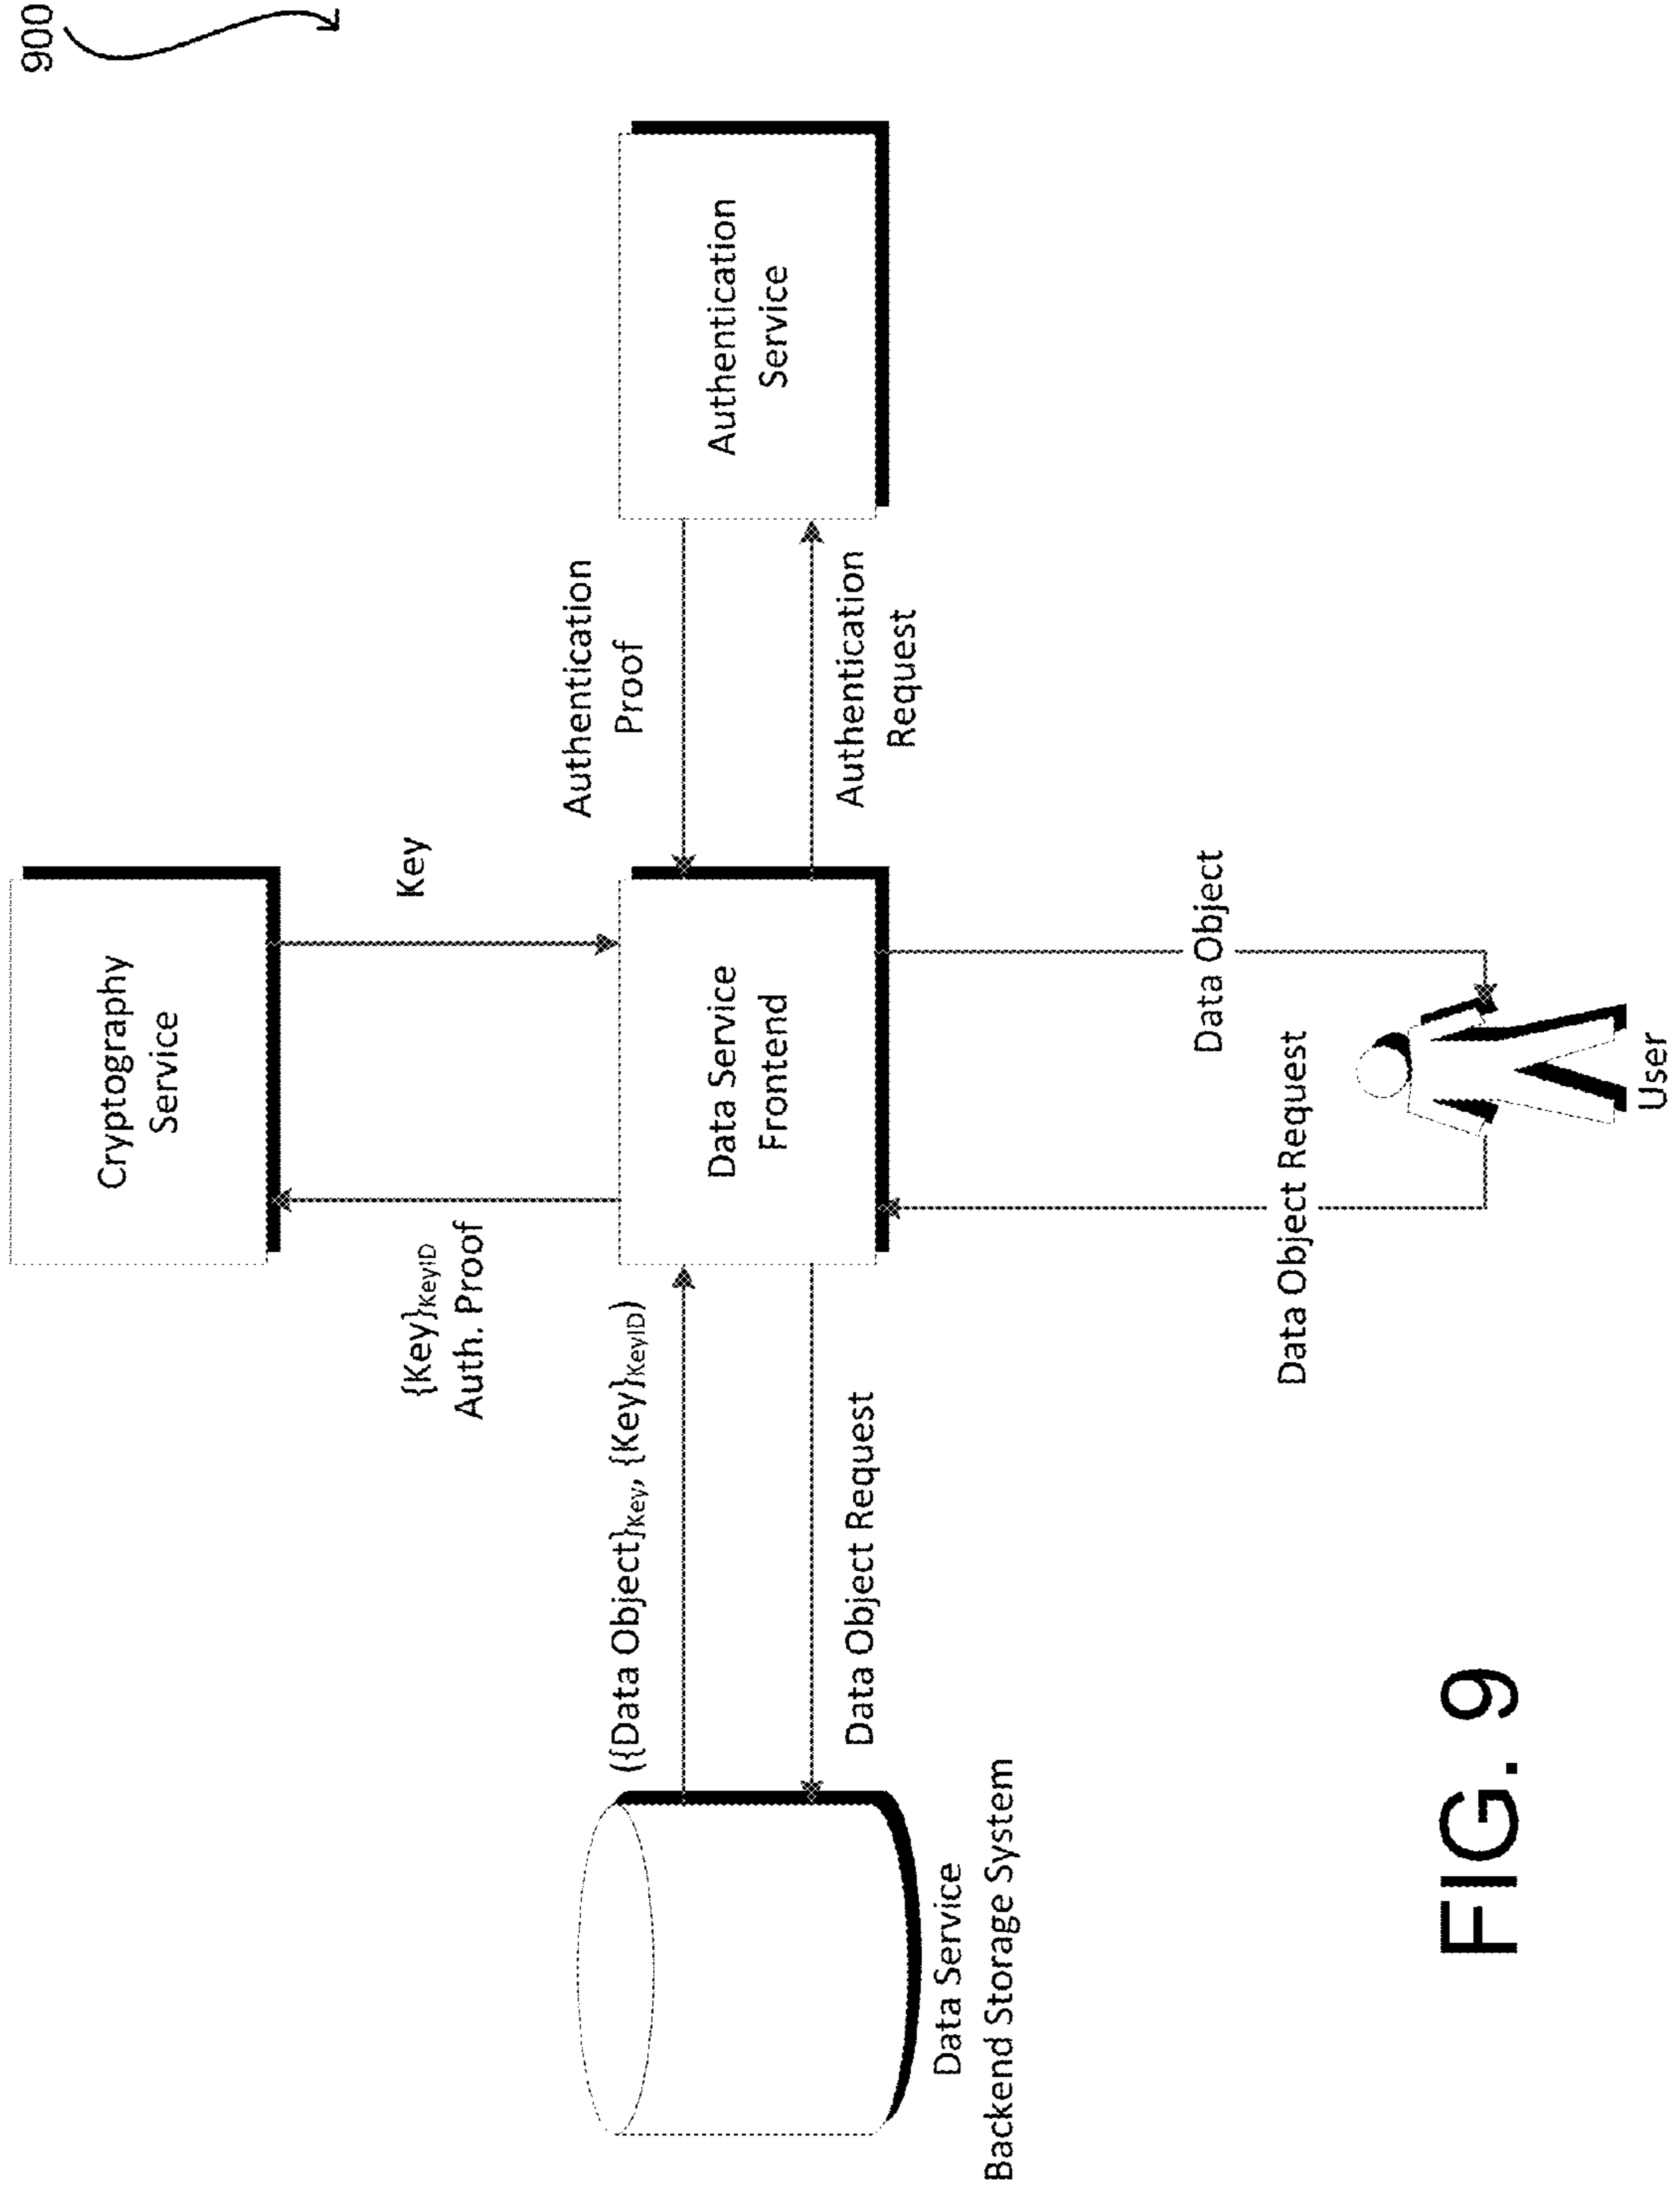 900
Cryptography
Service
{Key}KeyID
Auth. Proof
Key
({Data Object}Key, {Key}KeyID)
Authentication
Proof
Data Service
Frontend
Authentication
Service
Data Object Request
Authentication
Request
Data Service
Backend Storage System
Data Object
Data Object Request
User
FIG. 9